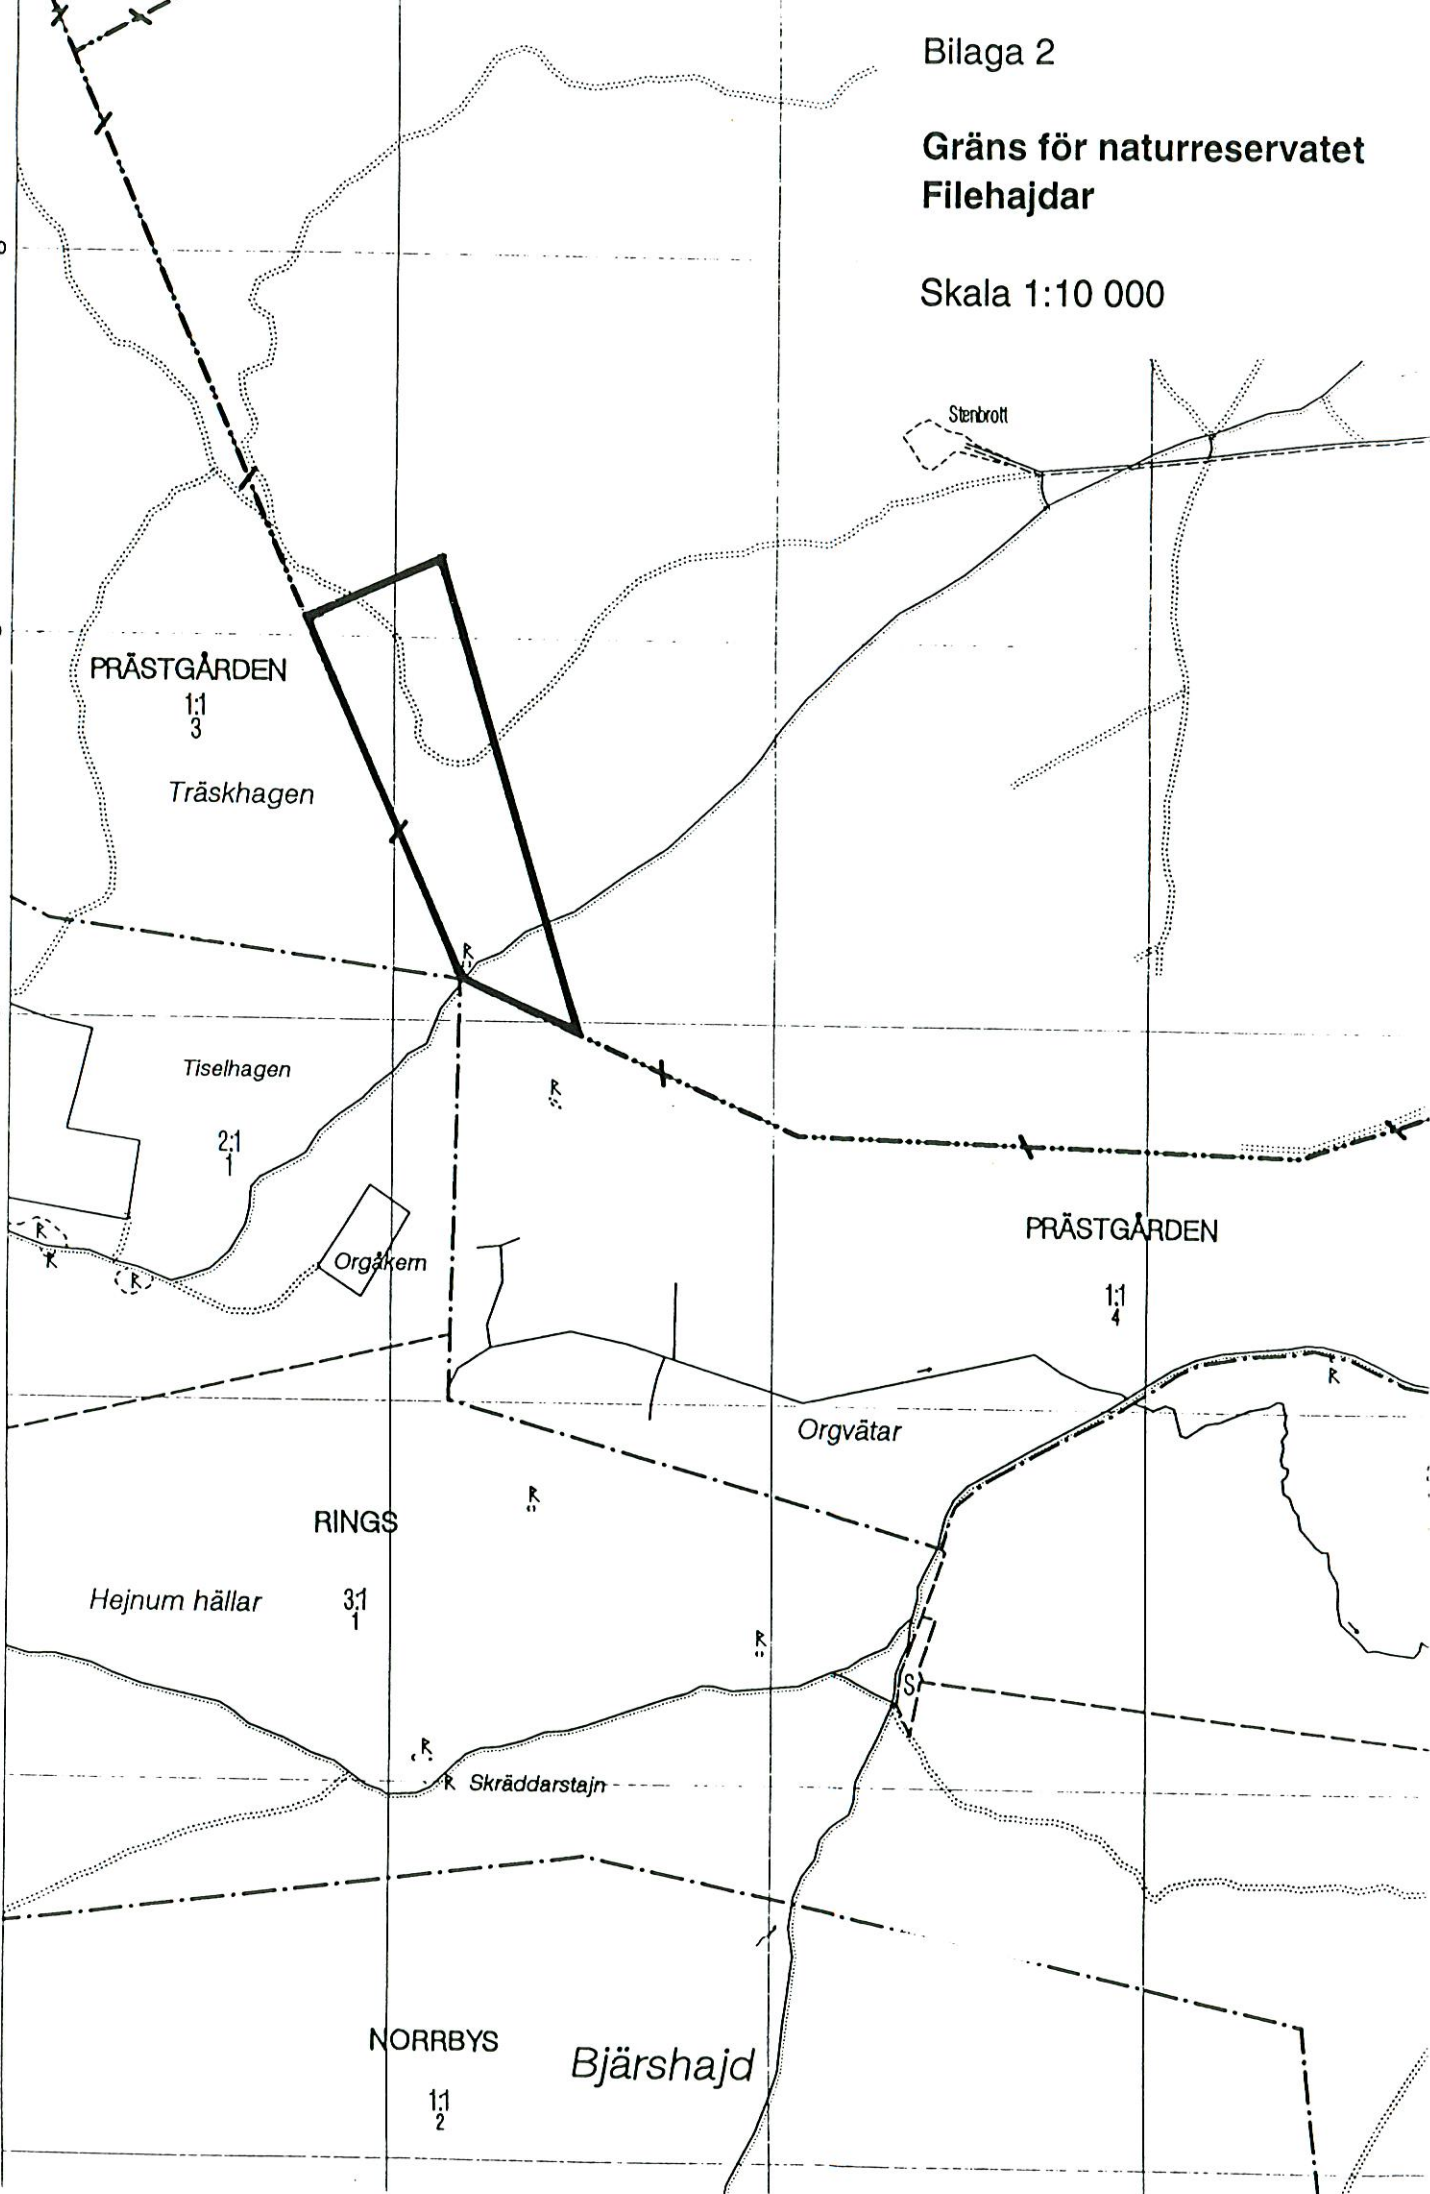 Bilaga 2
Gräns för naturreservatet
Filehajdar
Skala 1:10 000
Stenbrott
PRÄSTGÅRDEN
1:1
3
Träskhagen
R
Tiselhagen
R
2:1
1
PRÄSTGÅRDEN
R
R
R
Orgåkern
1:1
4
R
Orgvätar
R
RINGS
Hejnum hällar
3:1
1
R
S
R
R
Skräddarstajn
NORRBYS
Bjärshajd
1:1
2